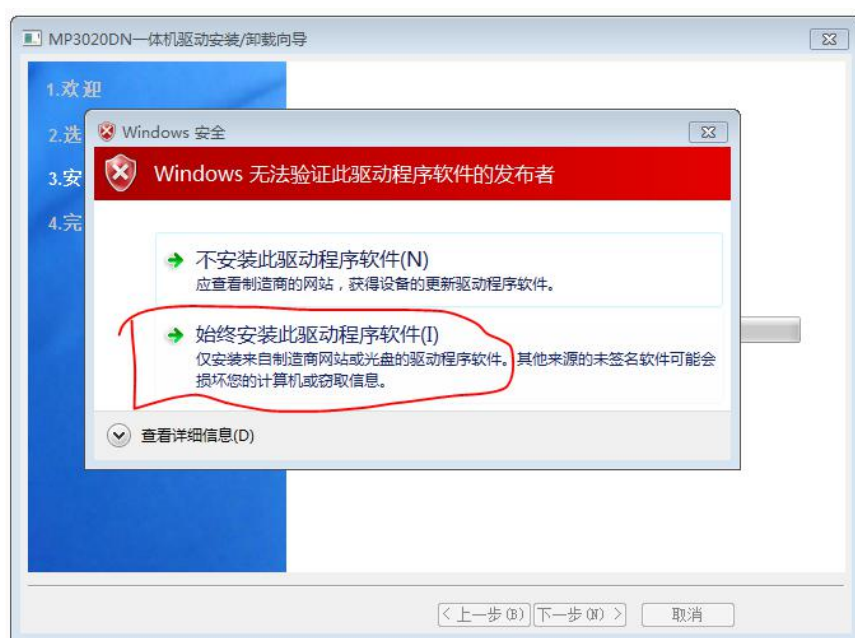 MP3020DN一体机驱动安装/卸载向导
1.欢迎
2.选
Windows 安全
Windows 无法验证此驱动程序软件的发布者
3.安
4.完
不安装此驱动程序软件(N)
应查看制造商的网站，获得设备的更新驱动程序软件。
始终安装此驱动程序软件(I)
仅安装来自制造商网站或光盘的驱动程序软件。其他来源的未签名软件可能会
损坏您的计算机或窃取信息。
查看详细信息(D)
< 上一步(B) 下一步(N) > 取消